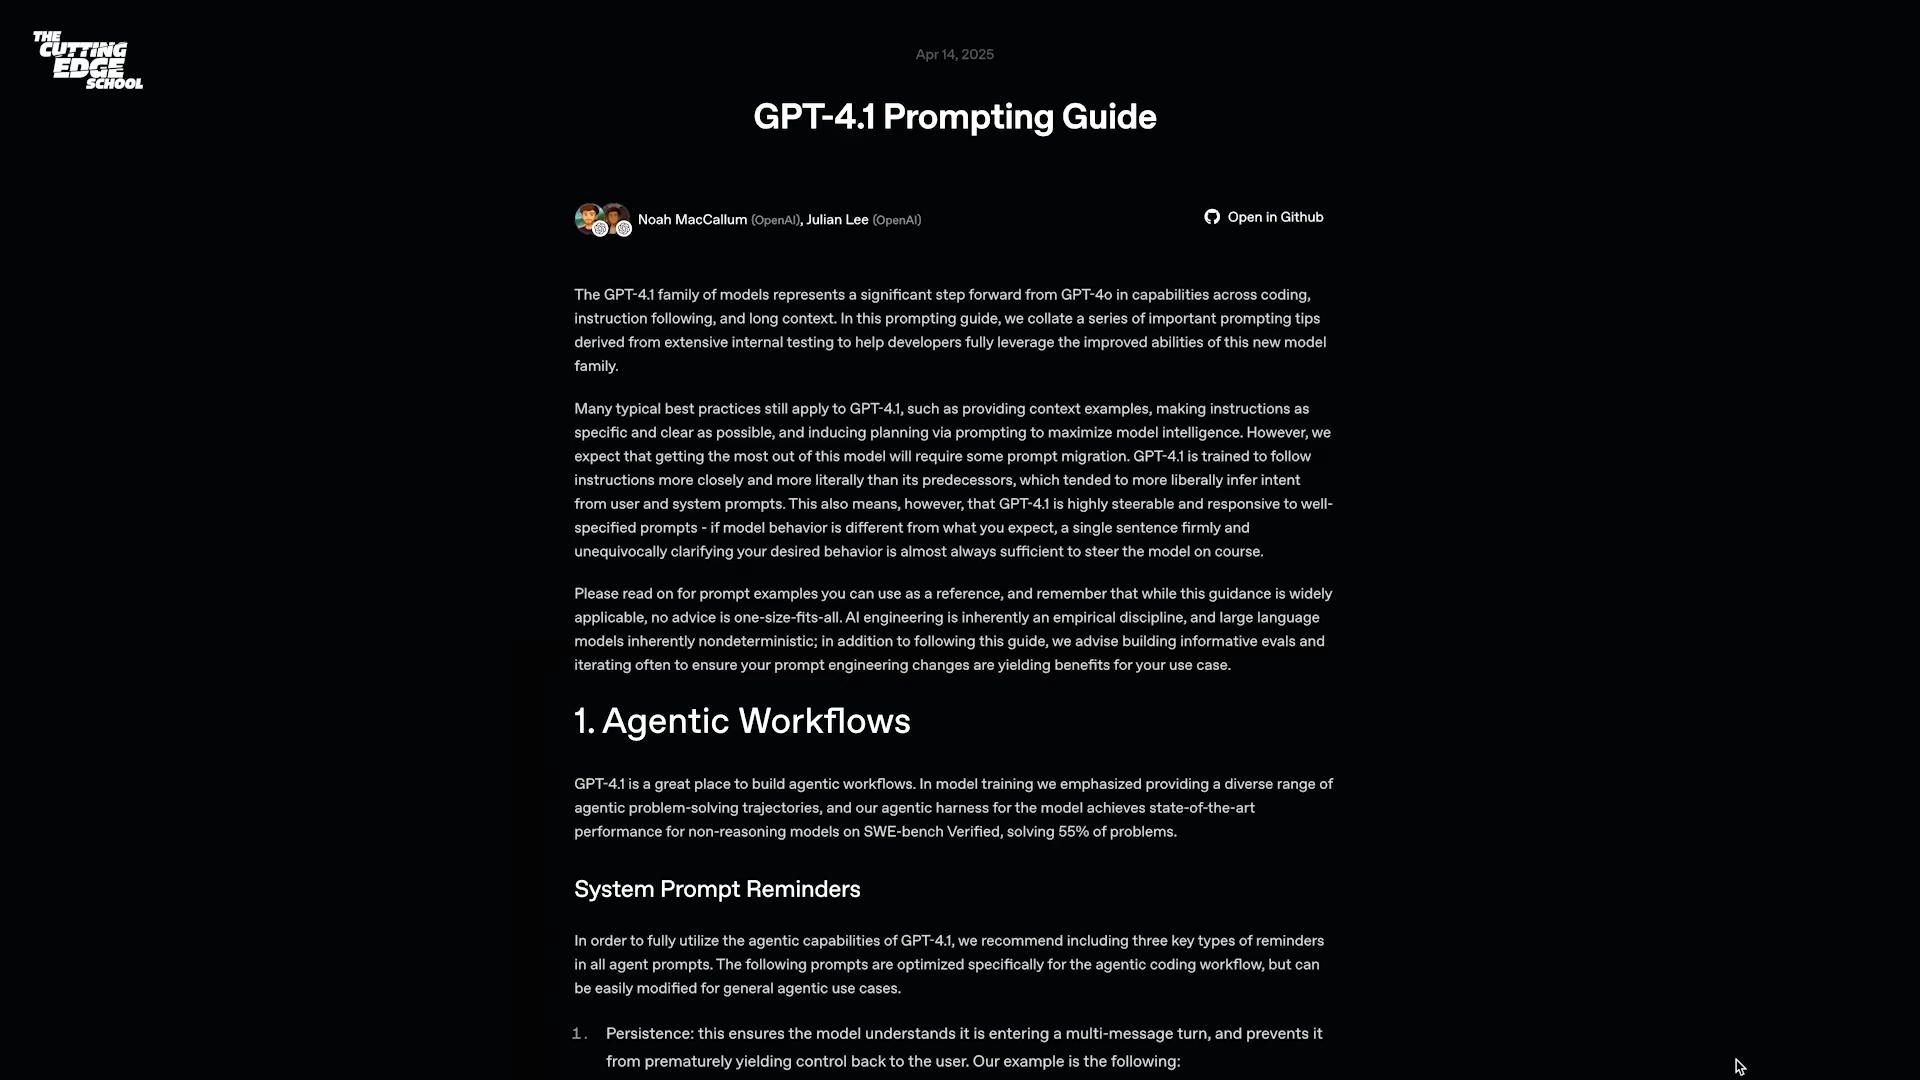 THE
CUTTING
EDGE
SCHOOL
Apr 14, 2025
GPT-4.1 Prompting Guide
Noah MacCallum (OpenAI), Julian Lee (OpenAI)
Open in Github
The GPT-4.1 family of models represents a significant step forward from GPT-4o in capabilities across coding,
instruction following, and long context. In this prompting guide, we collate a series of important prompting tips
derived from extensive internal testing to help developers fully leverage the improved abilities of this new model
family.
Many typical best practices still apply to GPT-4.1, such as providing context examples, making instructions as
specific and clear as possible, and inducing planning via prompting to maximize model intelligence. However, we
expect that getting the most out of this model will require some prompt migration. GPT-4.1 is trained to follow
instructions more closely and more literally than its predecessors, which tended to more liberally infer intent
from user and system prompts. This also means, however, that GPT-4.1 is highly steerable and responsive to well-
specified prompts - if model behavior is different from what you expect, a single sentence firmly and
unequivocally clarifying your desired behavior is almost always sufficient to steer the model on course.
Please read on for prompt examples you can use as a reference, and remember that while this guidance is widely
applicable, no advice is one-size-fits-all. AI engineering is inherently an empirical discipline, and large language
models inherently nondeterministic; in addition to following this guide, we advise building informative evals and
iterating often to ensure your prompt engineering changes are yielding benefits for your use case.
1. Agentic Workflows
GPT-4.1 is a great place to build agentic workflows. In model training we emphasized providing a diverse range of
agentic problem-solving trajectories, and our agentic harness for the model achieves state-of-the-art
performance for non-reasoning models on SWE-bench Verified, solving 55% of problems.
System Prompt Reminders
In order to fully utilize the agentic capabilities of GPT-4.1, we recommend including three key types of reminders
in all agent prompts. The following prompts are optimized specifically for the agentic coding workflow, but can
be easily modified for general agentic use cases.
1. Persistence: this ensures the model understands it is entering a multi-message turn, and prevents it
from prematurely yielding control back to the user. Our example is the following: